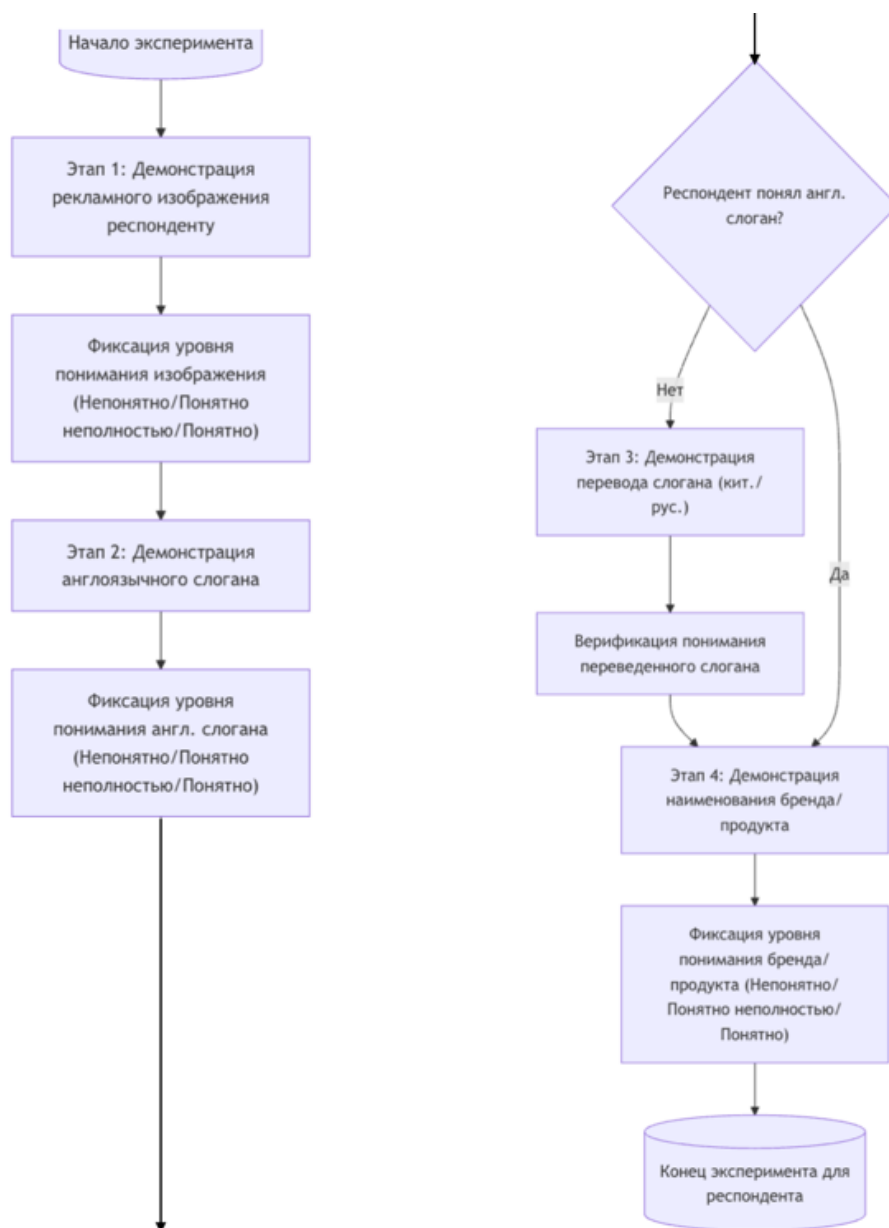 Начало эксперимента
Этап 1: Демонстрация
рекламного изображения
респонденту
Фиксация уровня
понимания изображения
(Непонятно/Понятно
неполностью/Понятно)
Этап 2: Демонстрация
англоязычного слогана
Фиксация уровня
понимания англ. слогана
(Непонятно/Понятно
неполностью/Понятно)
Респондент понял англ.
слоган?
Нет
Да
Этап 3: Демонстрация
перевода слогана (кит./
рус.)
Верификация понимания
переведенного слогана
Этап 4: Демонстрация
наименования бренда/
продукта
Фиксация уровня
понимания бренда/
продукта (Непонятно/
Понятно неполностью/
Понятно)
Конец эксперимента для
респондента